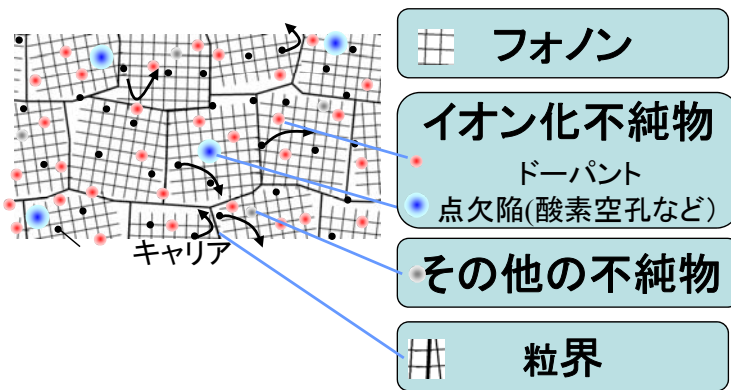 フォノン
イオン化不純物
ドーパント
点欠陥(酸素空孔など)
キャリア
その他の不純物
粒界